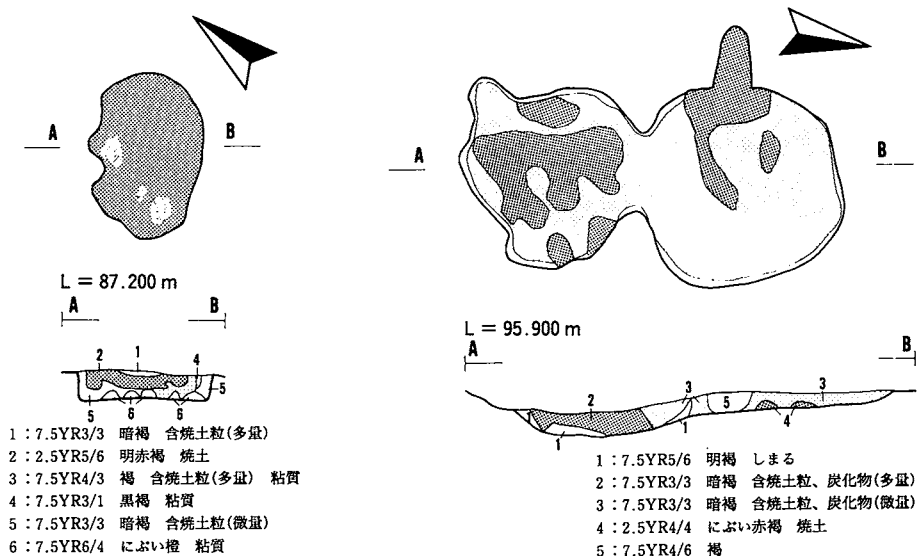 A
B
L = 87.200 m
A
B
2 1 4
5
5 6 6
1：7.5YR3/3 暗褐 含焼土粒(多量)
2：2.5YR5/6 明赤褐 焼土
3：7.5YR4/3 褐 含焼土粒(多量) 粘質
4：7.5YR3/1 黒褐 粘質
5：7.5YR3/3 暗褐 含焼土粒(微量)
6：7.5YR6/4 にぶい橙 粘質
A
B
L = 95.900 m
A
B
3 3
2 5
1 1 4
1：7.5YR5/6 明褐 しまる
2：7.5YR3/3 暗褐 含焼土粒、炭化物(多量)
3：7.5YR3/3 暗褐 含焼土粒、炭化物(微量)
4：2.5YR4/4 にぶい赤褐 焼土
5：7.5YR4/6 褐